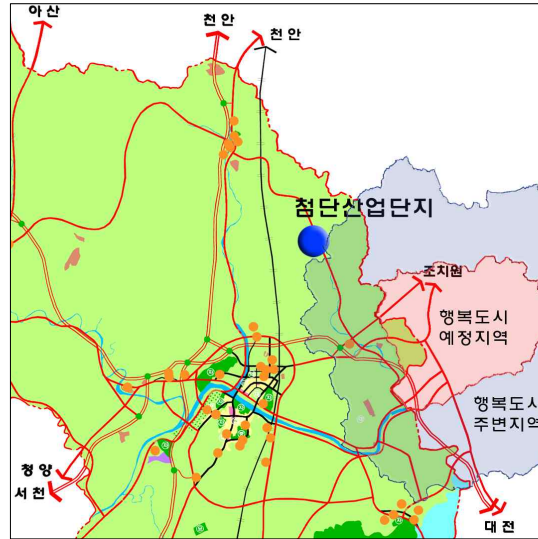 아산
천안
천안
첨단산업단지
조치원
행복도시
예정지역
행복도시
주변지역
청양
서천
대전